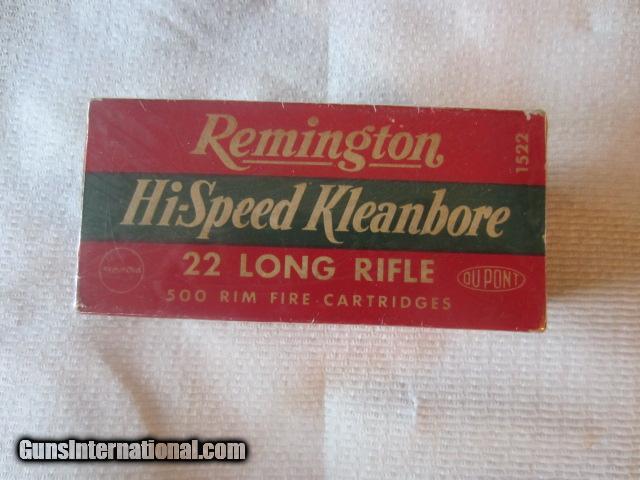 Remington
1522
Hi-Speed Kleanbore
22 LONG RIFLE
DU PONT
500 RIM FIRE CARTRIDGES
GunsInternational.com